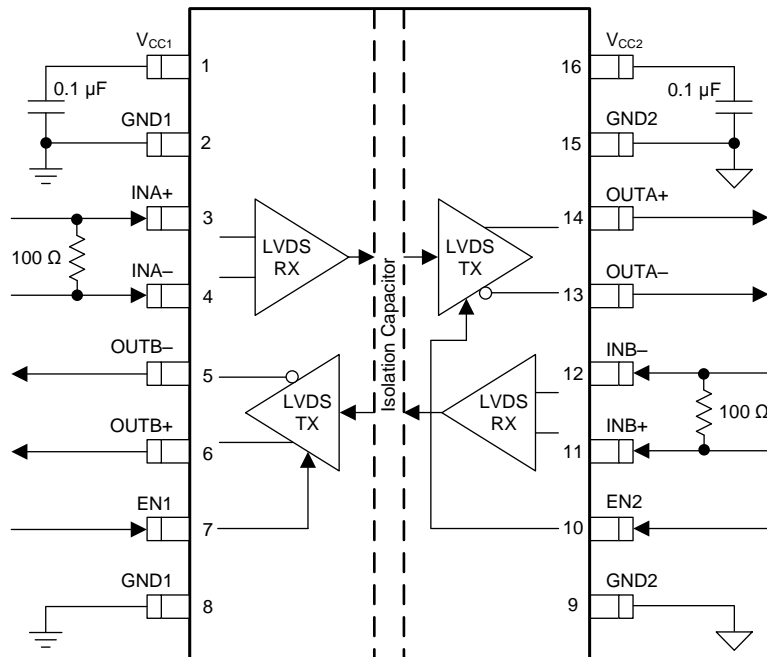 VCC1
1
16
VCC2
0.1 µF
0.1 µF
GND1
2
15
GND2
INA+
3
14
OUTA+
100 Ω
LVDS
RX
LVDS
TX
INA–
4
13
OUTA–
Isolation Capacitor
OUTB–
5
12
INB–
LVDS
TX
LVDS
RX
100 Ω
OUTB+
6
11
INB+
EN1
7
10
EN2
GND1
8
9
GND2